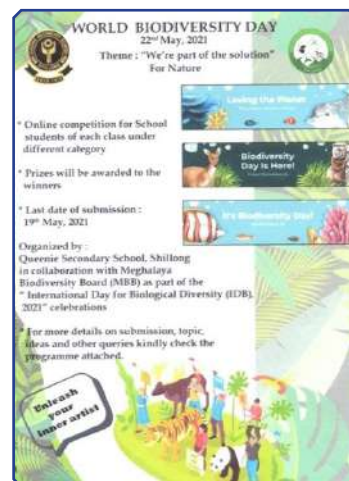 WORLD BIODIVERSITY DAY
22nd May, 2021
Theme : "We're part of the solution"
For Nature
* Online competition for School
students of each class under
different category
Loving the Planet
Biodiversity
Day Is Here!
* Prizes will be awarded to the
winners
It's Biodiversity Day!
* Last date of submission :
19th May, 2021
Organized by :
Queenie Secondary School, Shillong
in collaboration with Meghalaya
Biodiversity Board (MBB) as part of the
" International Day for Biological Diversity (IDB),
2021" celebrations
* For more details on submission, topic,
ideas and other queries kindly check the
programme attached.
Unleash
your
inner artist